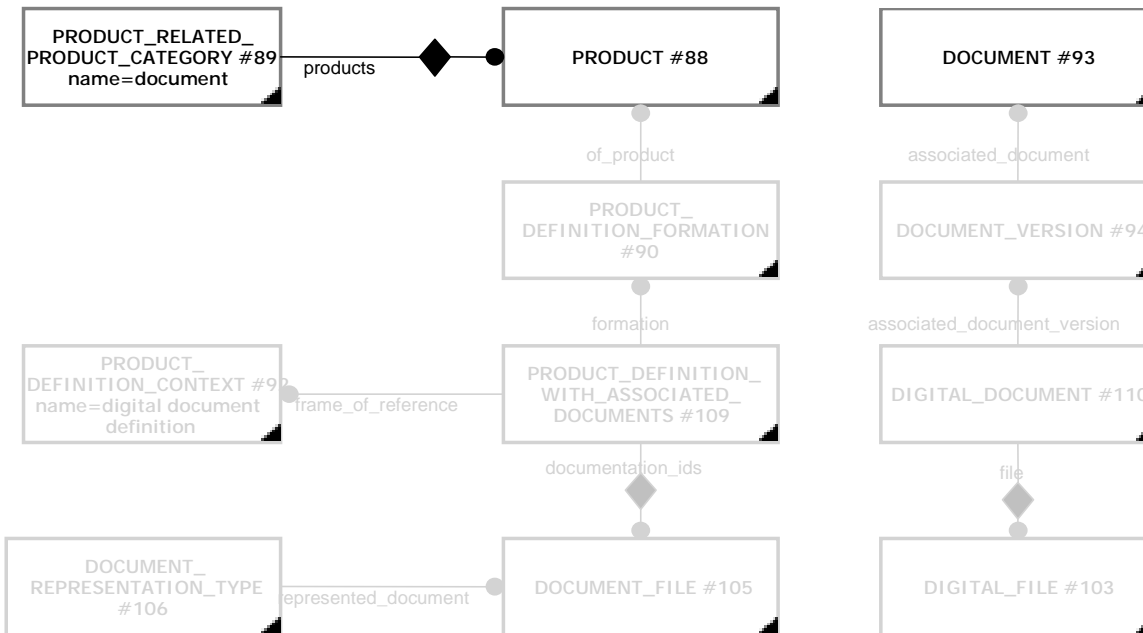 PRODUCT_RELATED_
PRODUCT_CATEGORY #89
name=document
products
PRODUCT #88
DOCUMENT #93
of_product
associated_document
PRODUCT_
DEFINITION_FORMATION
#90
DOCUMENT_VERSION #94
formation
associated_document_version
PRODUCT_
DEFINITION_CONTEXT #92
name=digital document
definition
frame_of_reference
PRODUCT_DEFINITION_
WITH_ASSOCIATED_
DOCUMENTS #109
DIGITAL_DOCUMENT #110
documentation_ids
file
DOCUMENT_
REPRESENTATION_TYPE
#106
represented_document
DOCUMENT_FILE #105
DIGITAL_FILE #103